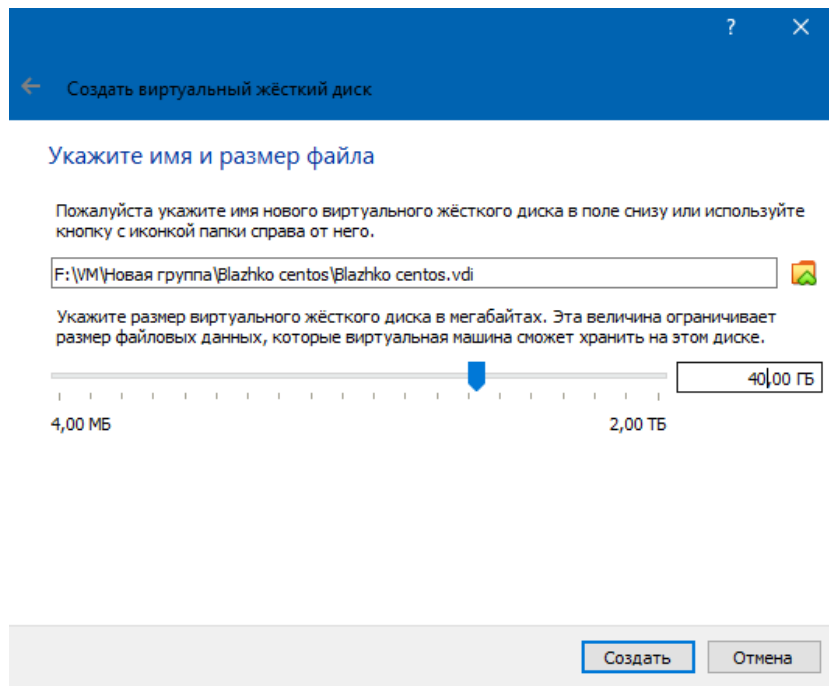 ?
Создать виртуальный жёсткий диск
Укажите имя и размер файла
Пожалуйста укажите имя нового виртуального жёсткого диска в поле снизу или используйте
кнопку с иконкой папки справа от него.
F:\VM\Новая группа\Blazhko centos\Blazhko centos.vdi
Укажите размер виртуального жёсткого диска в мегабайтах. Эта величина ограничивает
размер файловых данных, которые виртуальная машина сможет хранить на этом диске.
40,00 ГБ
4,00 МБ 2,00 ТБ
Создать Отмена